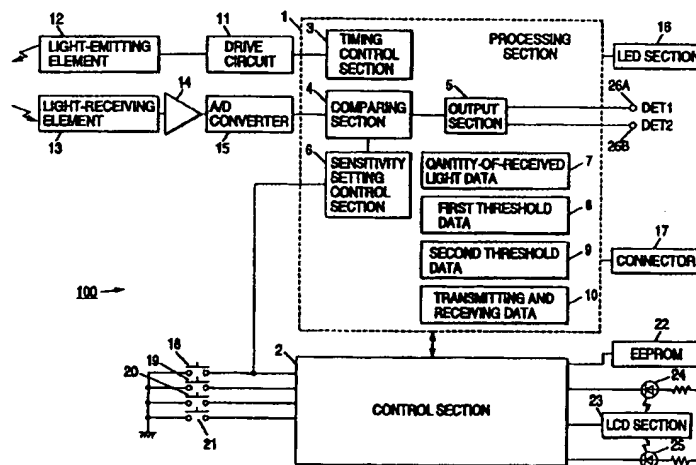 12
LIGHT-EMITTING
ELEMENT
11
DRIVE
CIRCUIT
1
3
TIMING
CONTROL
SECTION
PROCESSING
SECTION
16
LED SECTION
14
LIGHT-RECEIVING
ELEMENT
13
A/D
CONVERTER
15
4
COMPARING
SECTION
5
OUTPUT
SECTION
26A
DET1
DET2
26B
6
SENSITIVITY
SETTING
CONTROL
SECTION
QANTITY-OF-RECEIVED
LIGHT DATA
7
FIRST THRESHOLD
DATA
8
SECOND THRESHOLD
DATA
9
TRANSMITTING AND
RECEIVING DATA
10
17
CONNECTOR
100
18
19
20
21
2
CONTROL SECTION
22
EEPROM
24
23
LCD SECTION
25